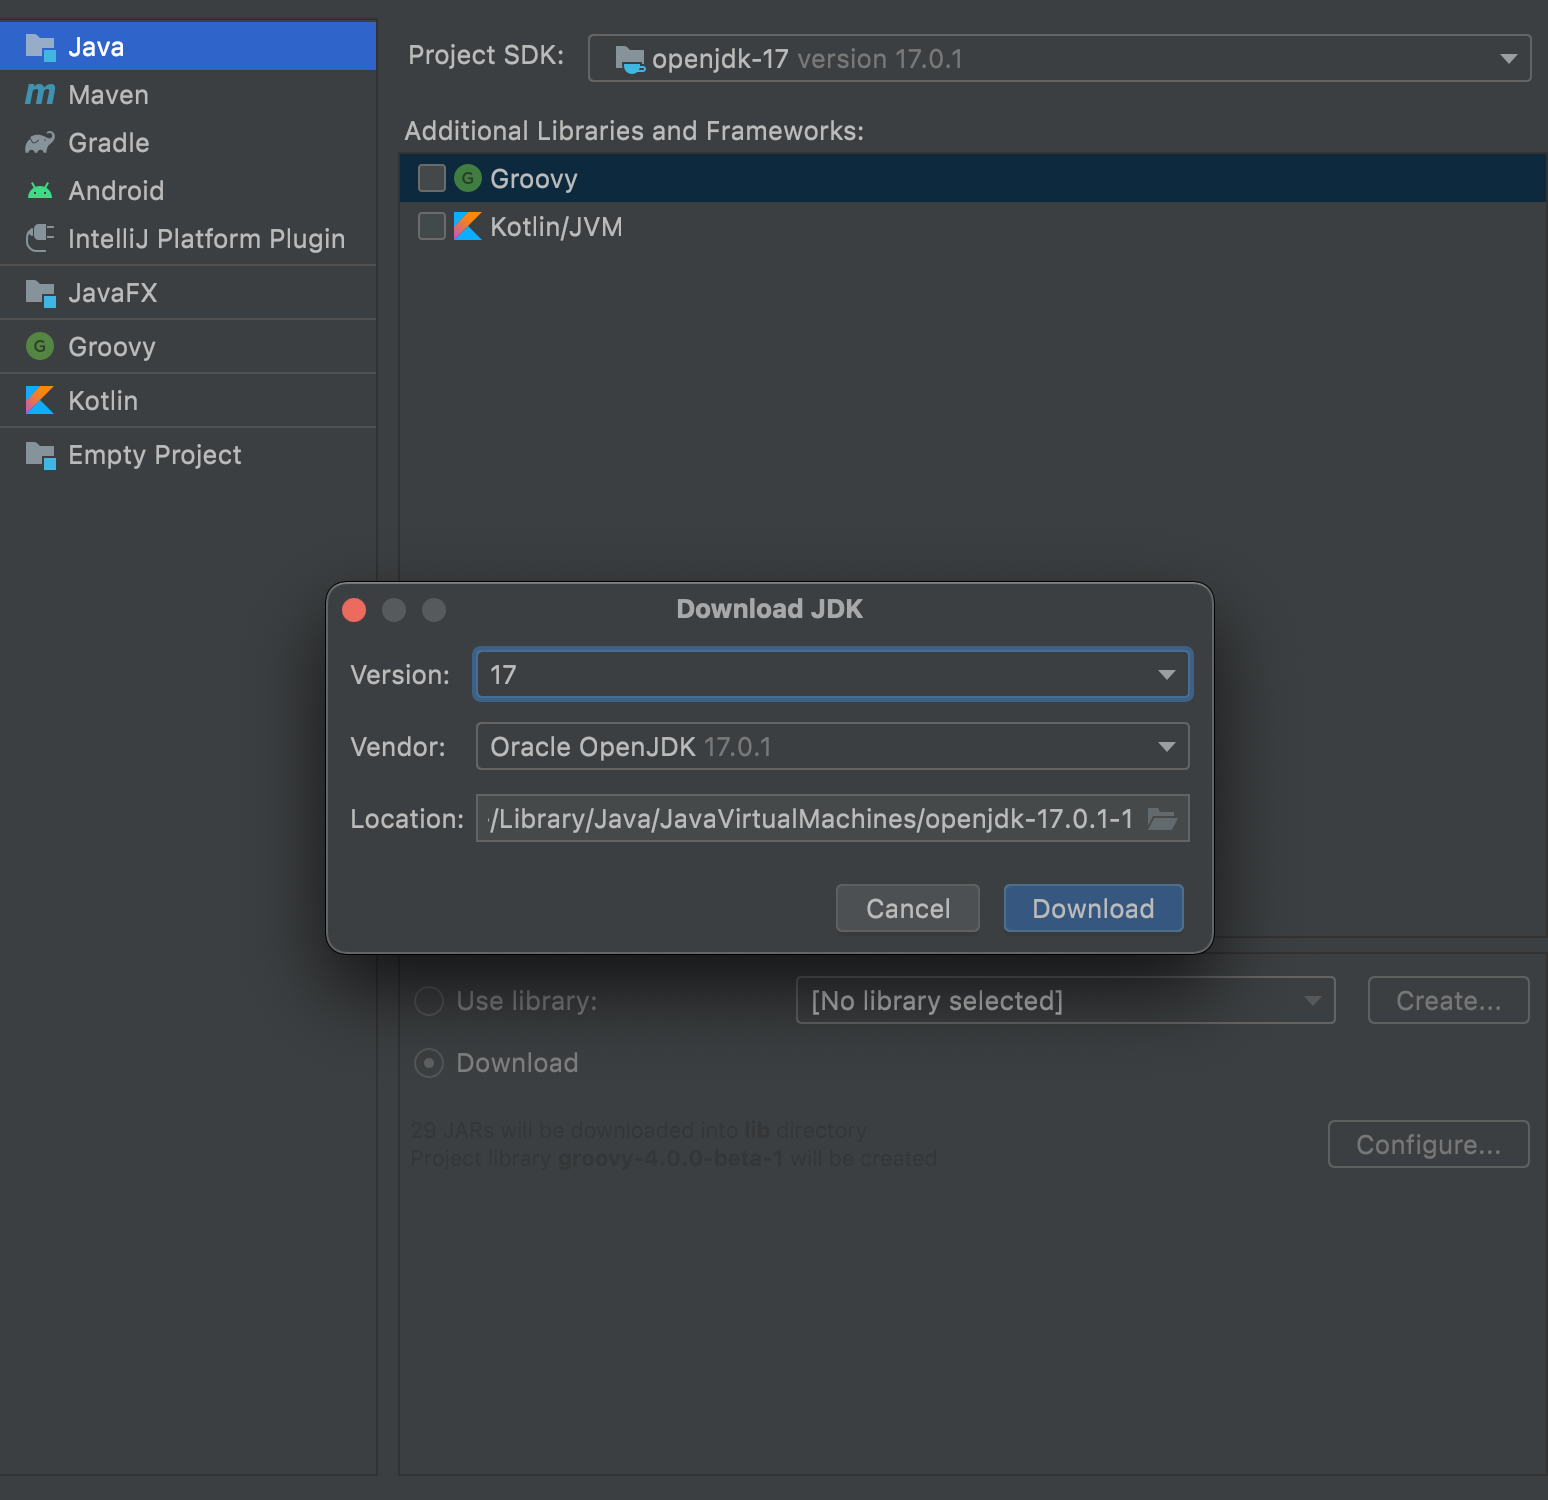 Java
Maven
Gradle
Android
IntelliJ Platform Plugin
JavaFX
G Groovy
Kotlin
Empty Project
Project SDK: openjdk-17 version 17.0.1
Additional Libraries and Frameworks:
G Groovy
Kotlin/JVM
Download JDK
Version: 17
Vendor: Oracle OpenJDK 17.0.1
Location: /Library/Java/JavaVirtualMachines/openjdk-17.0.1-1
Cancel Download
Use library: [No library selected] Create...
Download
29 JARs will be downloaded into lib directory
Project library groovy-4.0.0-beta-1 will be created
Configure...